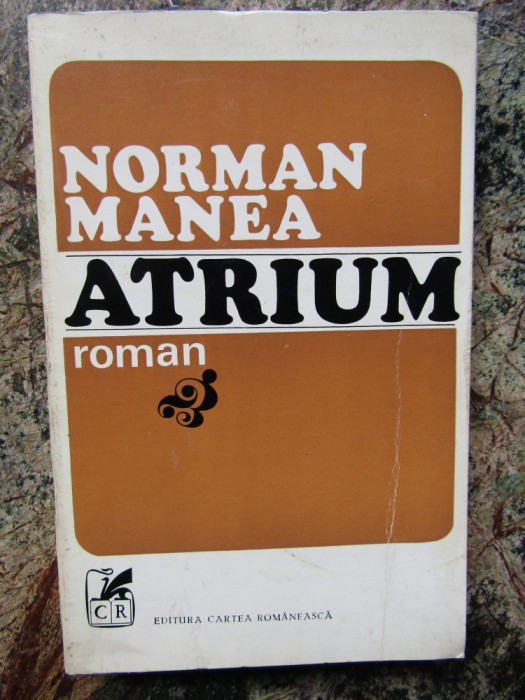 NORMAN
MANEA
ATRIUM
roman
CR
EDITURA CARTEA ROMÂNEASCĂ